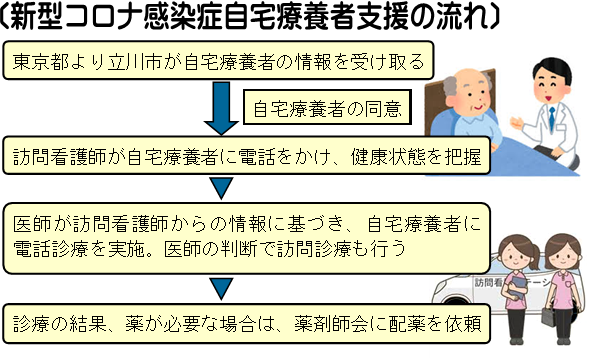 （新型コロナ感染症自宅療養者支援の流れ）
東京都より立川市が自宅療養者の情報を受け取る
自宅療養者の同意
訪問看護師が自宅療養者に電話をかけ、健康状態を把握
医師が訪問看護師からの情報に基づき、自宅療養者に
電話診療を実施。医師の判断で訪問診療も行う
訪問看
テーション
診療の結果、薬が必要な場合は、薬剤師会に配薬を依頼